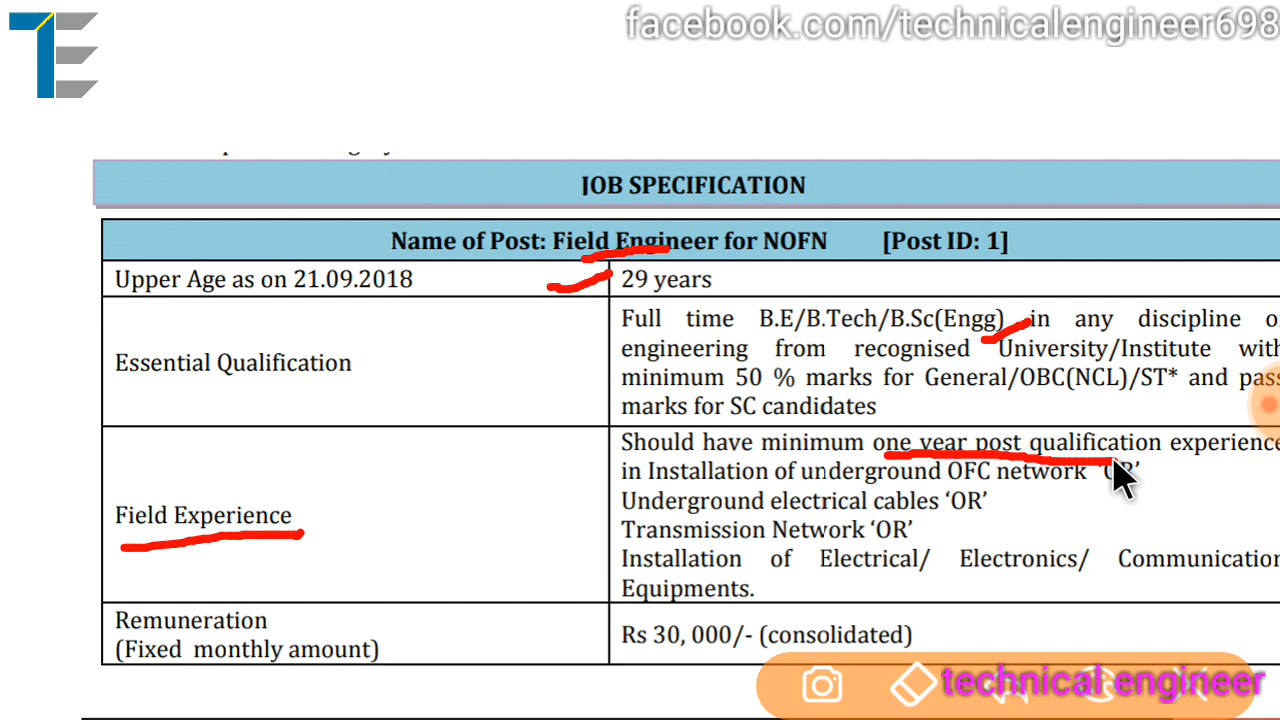 facebook.com/technicalengineer698
TE
JOB SPECIFICATION
Name of Post: Field Engineer for NOFN [Post ID: 1]
Upper Age as on 21.09.2018
29 years
Essential Qualification
Full time B.E/B.Tech/B.Sc(Engg) in any discipline
engineering from recognised University/Institute
minimum 50 % marks for General/OBC(NCL)/ST* and
marks for SC candidates
Field Experience
Should have minimum one year post qualification experience
in Installation of underground OFC network ‘OR’
Underground electrical cables ‘OR’
Transmission Network ‘OR’
Installation of Electrical/ Electronics/ Communication
Equipments.
Remuneration
(Fixed monthly amount)
Rs 30, 000/- (consolidated)
technical engineer